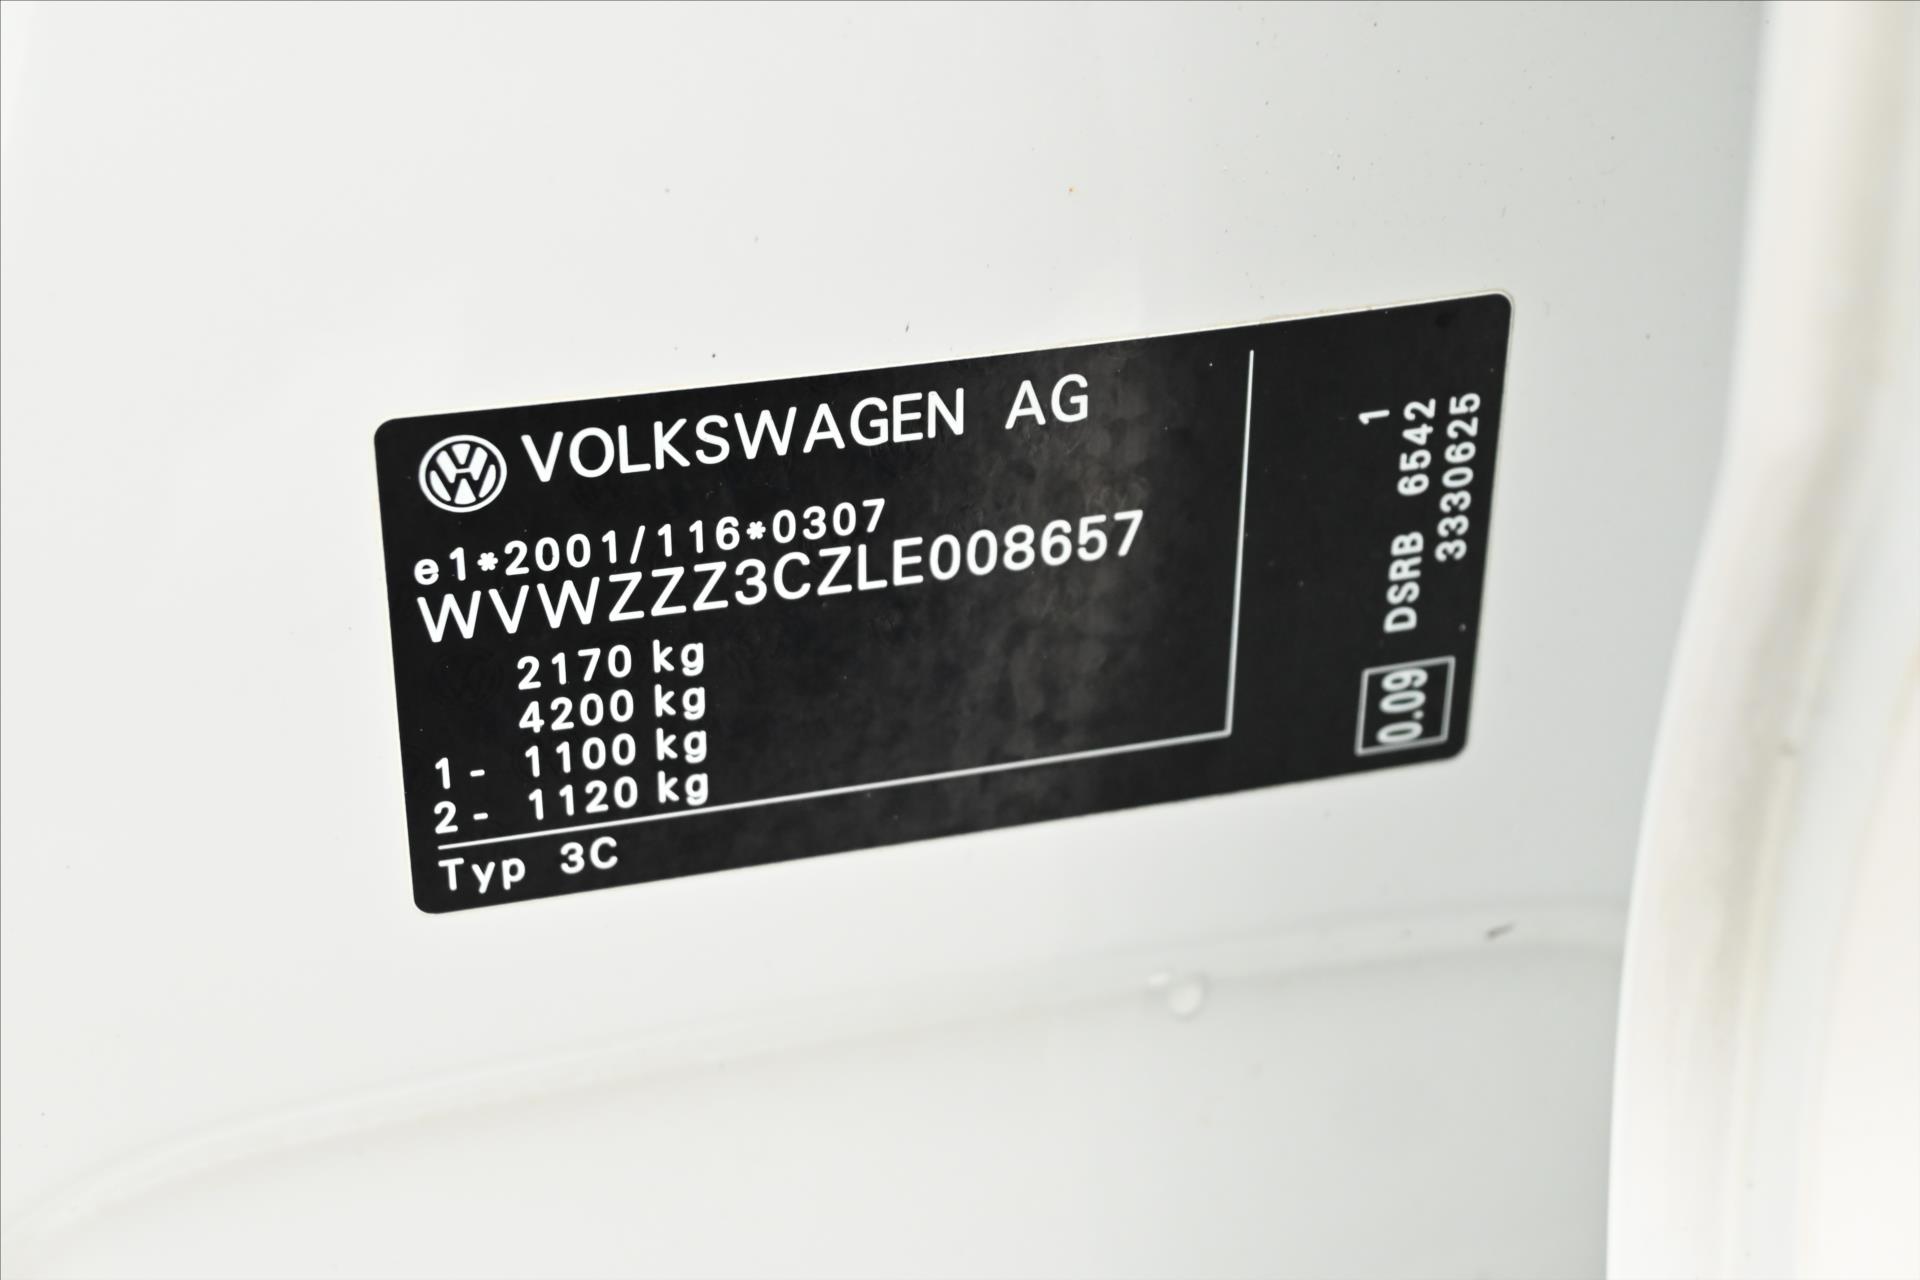 VOLKSWAGEN AG
e1*2001/116*0307
WVWZZZ3CZLE008657
2170 kg
4200 kg
1- 1100 kg
2- 1120 kg
Typ 3C
1
DSRB 6542
3330625
0.09